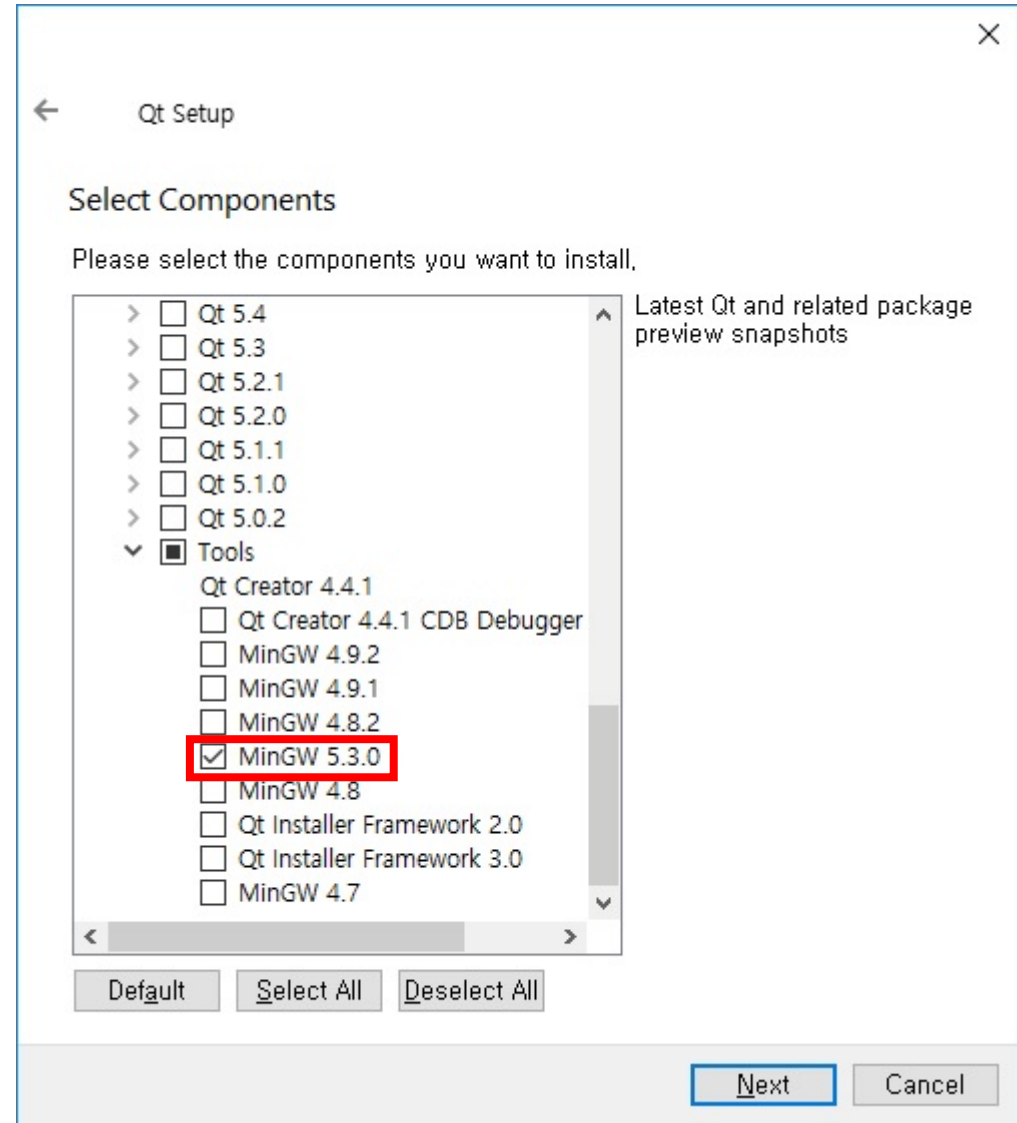 Qt Setup
Select Components
Please select the components you want to install,
Latest Qt and related package
preview snapshots
Qt 5.4
Qt 5.3
Qt 5.2.1
Qt 5.2.0
Qt 5.1.1
Qt 5.1.0
Qt 5.0.2
Tools
Qt Creator 4.4.1
Qt Creator 4.4.1 CDB Debugger
MinGW 4.9.2
MinGW 4.9.1
MinGW 4.8.2
MinGW 5.3.0
MinGW 4.8
Qt Installer Framework 2.0
Qt Installer Framework 3.0
MinGW 4.7
Default Select All Deselect All
Next Cancel